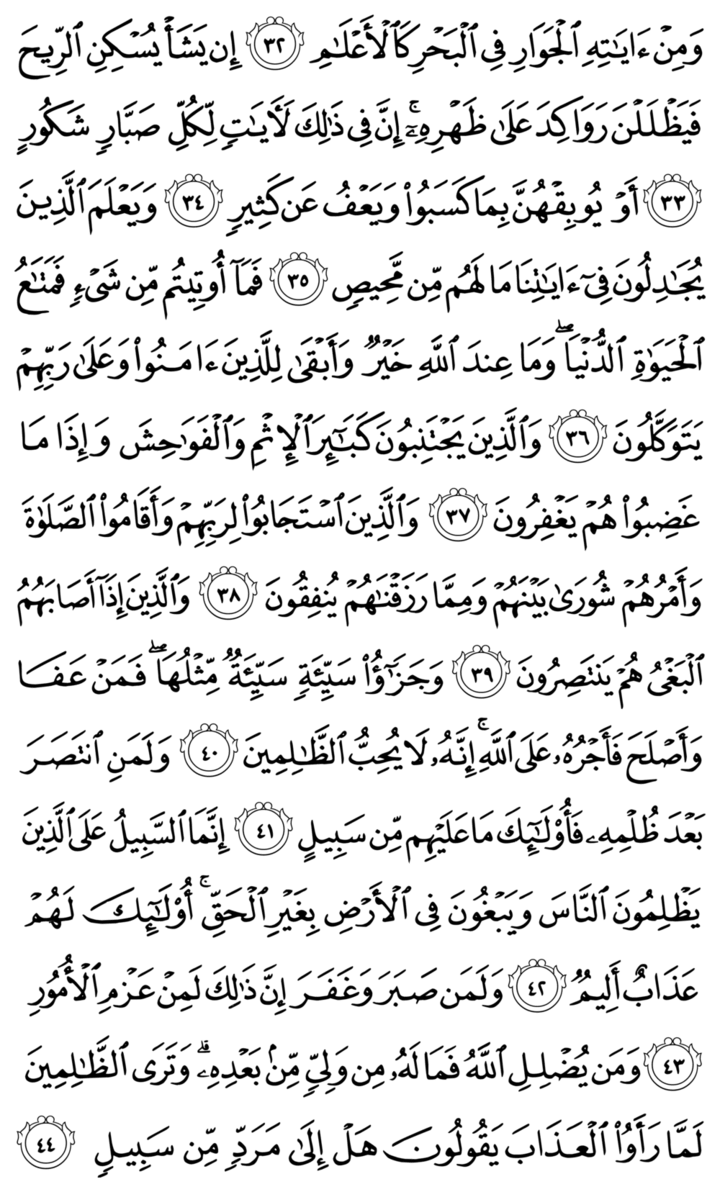 وَمِنْ ءَايَٰتِهِ ٱلْجَوَارِ فِى ٱلْبَحْرِ كَٱلْأَعْلَٰمِ ٣٢ إِن يَشَأْ يُسْكِنِ ٱلرِّيحَ
فَيَظْلَلْنَ رَوَاكِدَ عَلَىٰ ظَهْرِهِۦٓ ۚ إِنَّ فِى ذَٰلِكَ لَءَايَٰتٍ لِّكُلِّ صَبَّارٍ شَكُورٍ
٣٣ أَوْ يُوبِقْهُنَّ بِمَا كَسَبُوا۟ وَيَعْفُ عَن كَثِيرٍ ٣٤ وَيَعْلَمَ ٱلَّذِينَ
يُجَٰدِلُونَ فِىٓ ءَايَٰتِنَا مَا لَهُم مِّن مَّحِيصٍ ٣٥ فَمَآ أُوتِيتُم مِّن شَىْءٍ فَمَتَٰعُ
ٱلْحَيَوٰةِ ٱلدُّنْيَا ۖ وَمَا عِندَ ٱللَّهِ خَيْرٌ وَأَبْقَىٰ لِلَّذِينَ ءَامَنُوا۟ وَعَلَىٰ رَبِّهِمْ
يَتَوَكَّلُونَ ٣٦ وَٱلَّذِينَ يَجْتَنِبُونَ كَبَٰٓئِرَ ٱلْإِثْمِ وَٱلْفَوَٰحِشَ وَإِذَا مَا
غَضِبُوا۟ هُمْ يَغْفِرُونَ ٣٧ وَٱلَّذِينَ ٱسْتَجَابُوا۟ لِرَبِّهِمْ وَأَقَامُوا۟ ٱلصَّلَوٰةَ
وَأَمْرُهُمْ شُورَىٰ بَيْنَهُمْ وَمِمَّا رَزَقْنَٰهُمْ يُنفِقُونَ ٣٨ وَٱلَّذِينَ إِذَآ أَصَابَهُمُ
ٱلْبَغْىُ هُمْ يَنتَصِرُونَ ٣٩ وَجَزَٰٓؤُا۟ سَيِّئَةٍ سَيِّئَةٌ مِّثْلُهَا ۖ فَمَنْ عَفَا
وَأَصْلَحَ فَأَجْرُهُۥ عَلَى ٱللَّهِ ۚ إِنَّهُۥ لَا يُحِبُّ ٱلظَّٰلِمِينَ ٤٠ وَلَمَنِ ٱنتَصَرَ
بَعْدَ ظُلْمِهِۦ فَأُو۟لَٰٓئِكَ مَا عَلَيْهِم مِّن سَبِيلٍ ٤١ إِنَّمَا ٱلسَّبِيلُ عَلَى ٱلَّذِينَ
يَظْلِمُونَ ٱلنَّاسَ وَيَبْغُونَ فِى ٱلْأَرْضِ بِغَيْرِ ٱلْحَقِّ ۚ أُو۟لَٰٓئِكَ لَهُمْ
عَذَابٌ أَلِيمٌ ٤٢ وَلَمَن صَبَرَ وَغَفَرَ إِنَّ ذَٰلِكَ لَمِنْ عَزْمِ ٱلْأُمُورِ
٤٣ وَمَن يُضْلِلِ ٱللَّهُ فَمَا لَهُۥ مِن وَلِىٍّ مِّنۢ بَعْدِهِۦ ۗ وَتَرَى ٱلظَّٰلِمِينَ
لَمَّا رَأَوُا۟ ٱلْعَذَابَ يَقُولُونَ هَلْ إِلَىٰ مَرَدٍّ مِّن سَبِيلٍ ٤٤